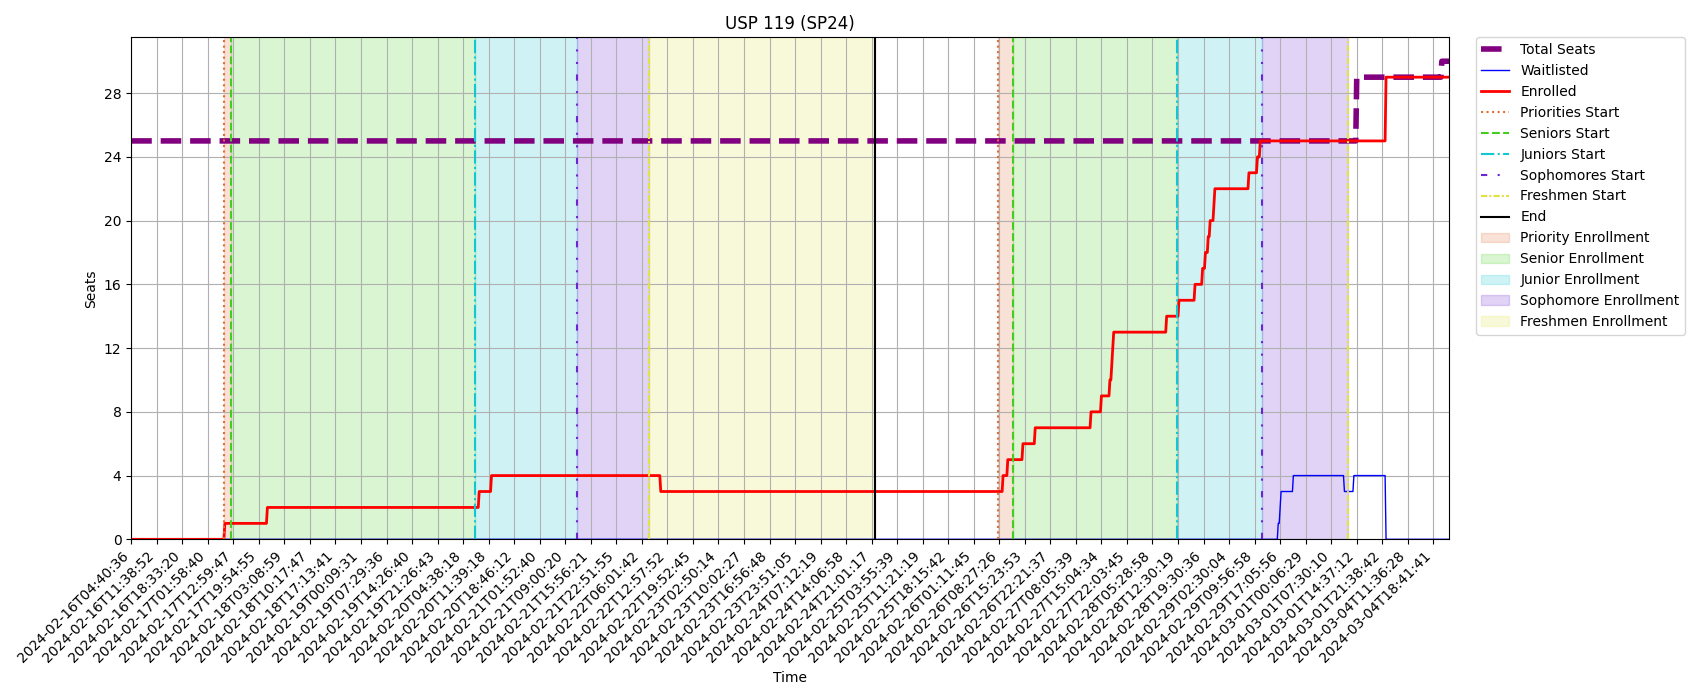 USP 119 (SP24)
Total Seats
Waitlisted
Enrolled
Priorities Start
Seniors Start
Juniors Start
Sophomores Start
Freshmen Start
End
Priority Enrollment
Senior Enrollment
Junior Enrollment
Sophomore Enrollment
Freshmen Enrollment
Seats
28
24
20
16
12
8
4
0
2024-02-16T04:40:36
2024-02-16T11:38:52
2024-02-16T18:33:20
2024-02-17T01:58:40
2024-02-17T12:59:47
2024-02-17T19:54:55
2024-02-18T03:08:59
2024-02-18T10:17:47
2024-02-18T17:13:41
2024-02-19T00:09:31
2024-02-19T07:29:36
2024-02-19T14:26:40
2024-02-19T21:26:43
2024-02-20T04:38:18
2024-02-20T11:39:18
2024-02-20T18:46:12
2024-02-21T01:52:40
2024-02-21T09:00:20
2024-02-21T15:56:21
2024-02-21T22:51:55
2024-02-22T06:01:42
2024-02-22T12:57:52
2024-02-22T19:52:45
2024-02-23T02:50:14
2024-02-23T10:02:27
2024-02-23T16:56:48
2024-02-23T23:51:05
2024-02-24T07:12:19
2024-02-24T14:06:58
2024-02-24T21:01:17
2024-02-25T03:55:39
2024-02-25T11:21:19
2024-02-25T18:15:42
2024-02-26T01:11:45
2024-02-26T08:27:26
2024-02-26T15:23:53
2024-02-26T22:21:37
2024-02-27T08:05:39
2024-02-27T15:04:34
2024-02-27T22:03:45
2024-02-28T05:28:58
2024-02-28T12:30:19
2024-02-28T19:30:36
2024-02-29T02:30:04
2024-02-29T09:56:58
2024-02-29T17:05:56
2024-03-01T00:06:29
2024-03-01T07:30:10
2024-03-01T14:37:12
2024-03-01T21:38:42
2024-03-04T11:36:28
2024-03-04T18:41:41
Time